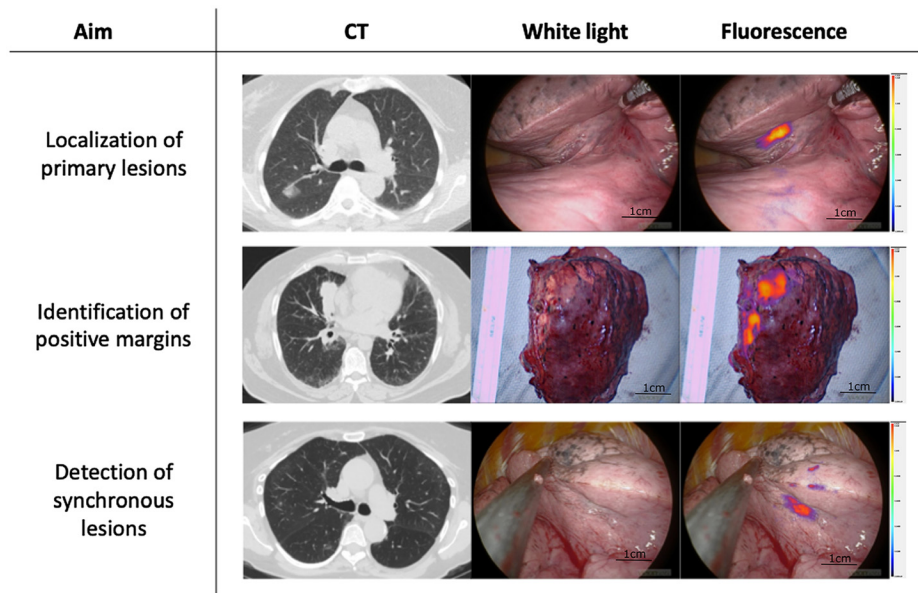 Aim CT White light Fluorescence
Localization of
primary lesions
1cm 1cm
Identification of
positive margins
1cm 1cm
Detection of
synchronous
lesions
1cm 1cm